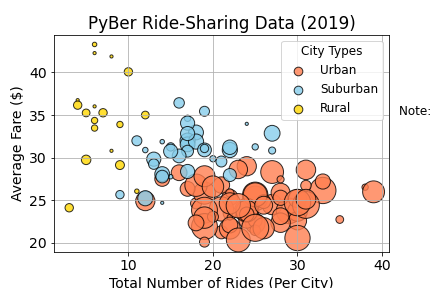 PyBer Ride-Sharing Data (2019)
City Types
Urban
Suburban
Rural
Note:
Average Fare ($)
40
35
30
25
20
10
20
30
40
Total Number of Rides (Per City)